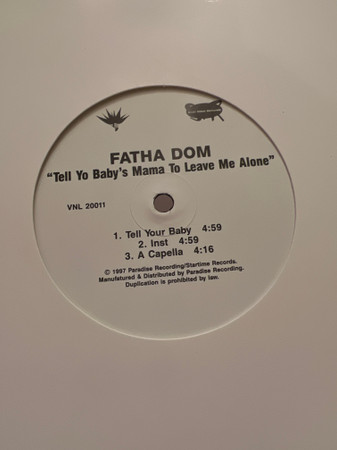 FATHA DOM
"Tell Yo Baby's Mama To Leave Me Alone"
VNL 20011
1. Tell Your Baby 4:59
2. Inst 4:59
3. A Capella 4:16
© 1997 Paradise Recording/Startime Records.
Manufatured & Distributed by Paradise Recording.
Duplication is prohibited by law.